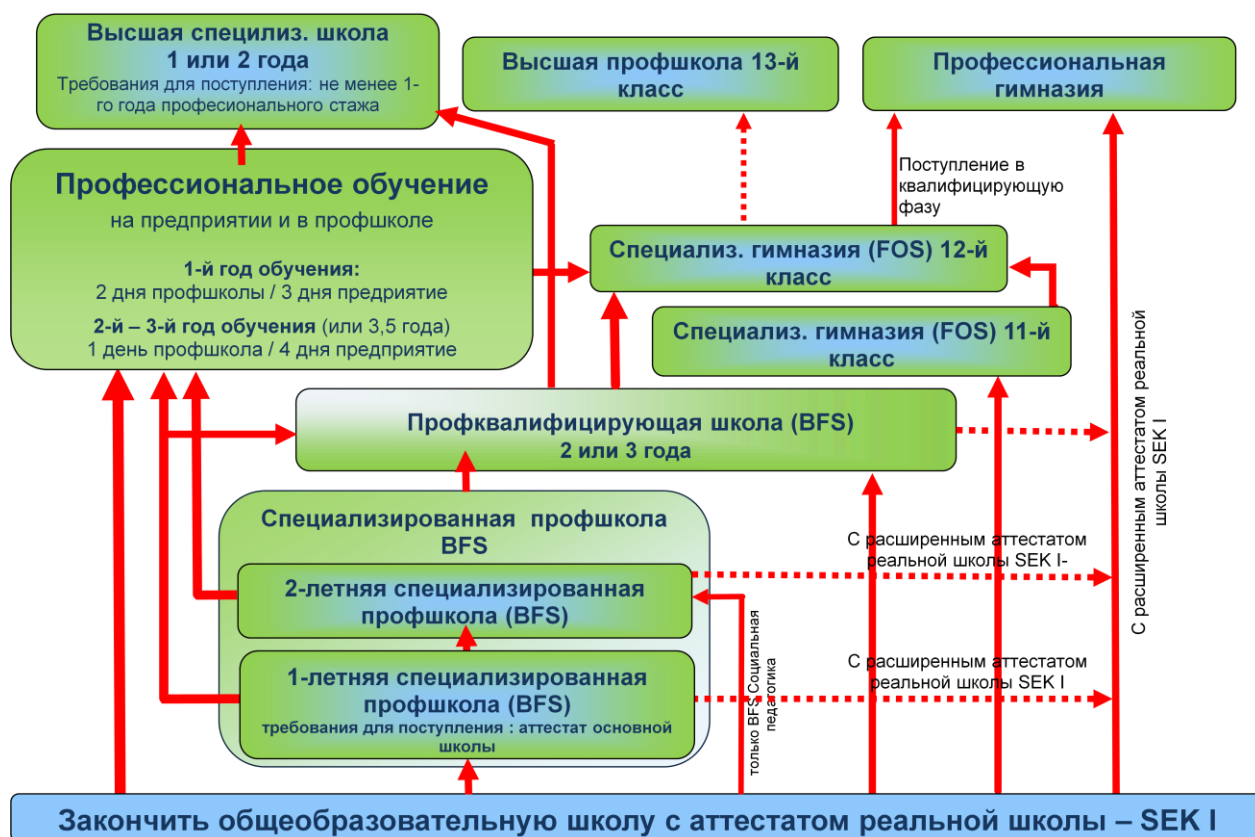 Высшая специлиз. школа
1 или 2 года
Требования для поступления: не менее 1-
го года професионального стажа
Высшая профшкола 13-й
класс
Профессиональная
гимназия
Профессиональное обучение
на предприятии и в профшколе
1-й год обучения:
2 дня профшколы / 3 дня предприятие
2-й – 3-й год обучения (или 3,5 года)
1 день профшкола / 4 дня предприятие
Поступление в
квалифицирующую
фазу
Специализ. гимназия (FOS) 12-й
класс
Специализ. гимназия (FOS) 11-й
класс
Профквалифицирующая школа (BFS)
2 или 3 года
С расширенным аттестатом реальной
школы SEK I
Специализированная профшкола
BFS
2-летняя специализированная
профшкола (BFS)
С расширенным аттестатом
реальной школы SEK I-
1-летняя специализированная
профшкола (BFS)
требования для поступления : аттестат основной
школы
только BFS Социальная
педагогика
С расширенным аттестатом
реальной школы SEK I
Закончить общеобразовательную школу с аттестатом реальной школы – SEK I